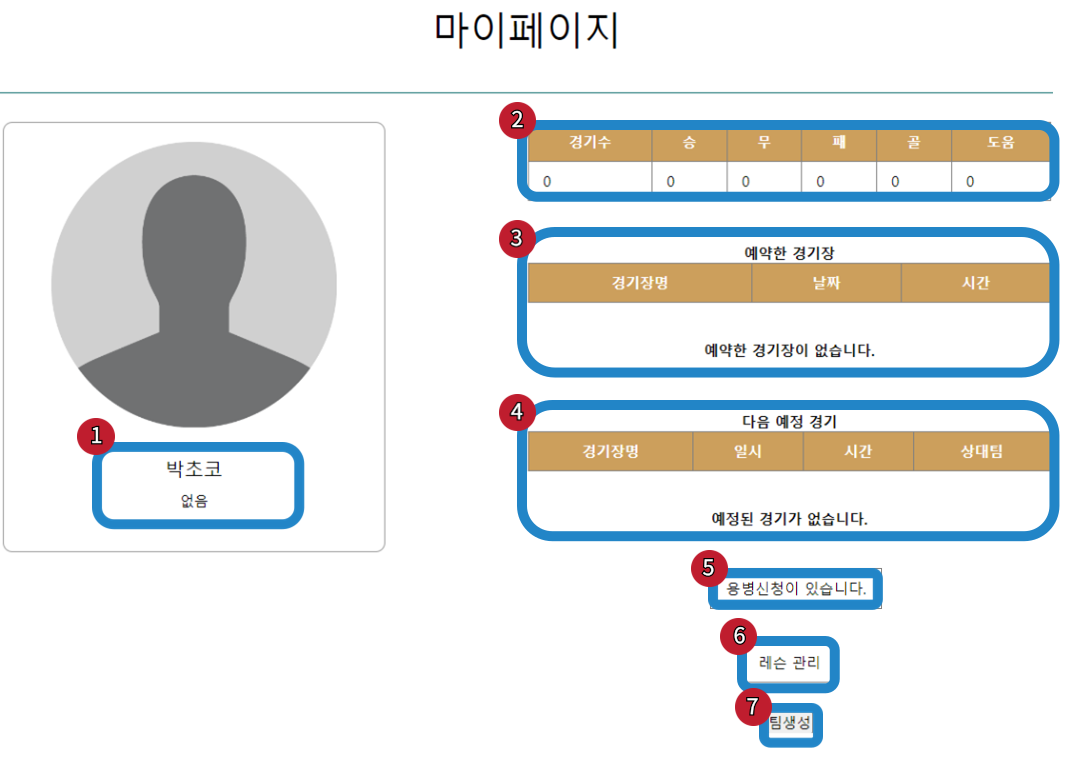 마이페이지
1
박초코
없음
2
경기수 승 무 패 골 도움
0 0 0 0 0 0
3
예약한 경기장
경기장명 날짜 시간
예약한 경기장이 없습니다.
4
다음 예정 경기
경기장명 일시 시간 상대팀
예정된 경기가 없습니다.
5
용병신청이 있습니다.
6
레슨 관리
7
팀생성